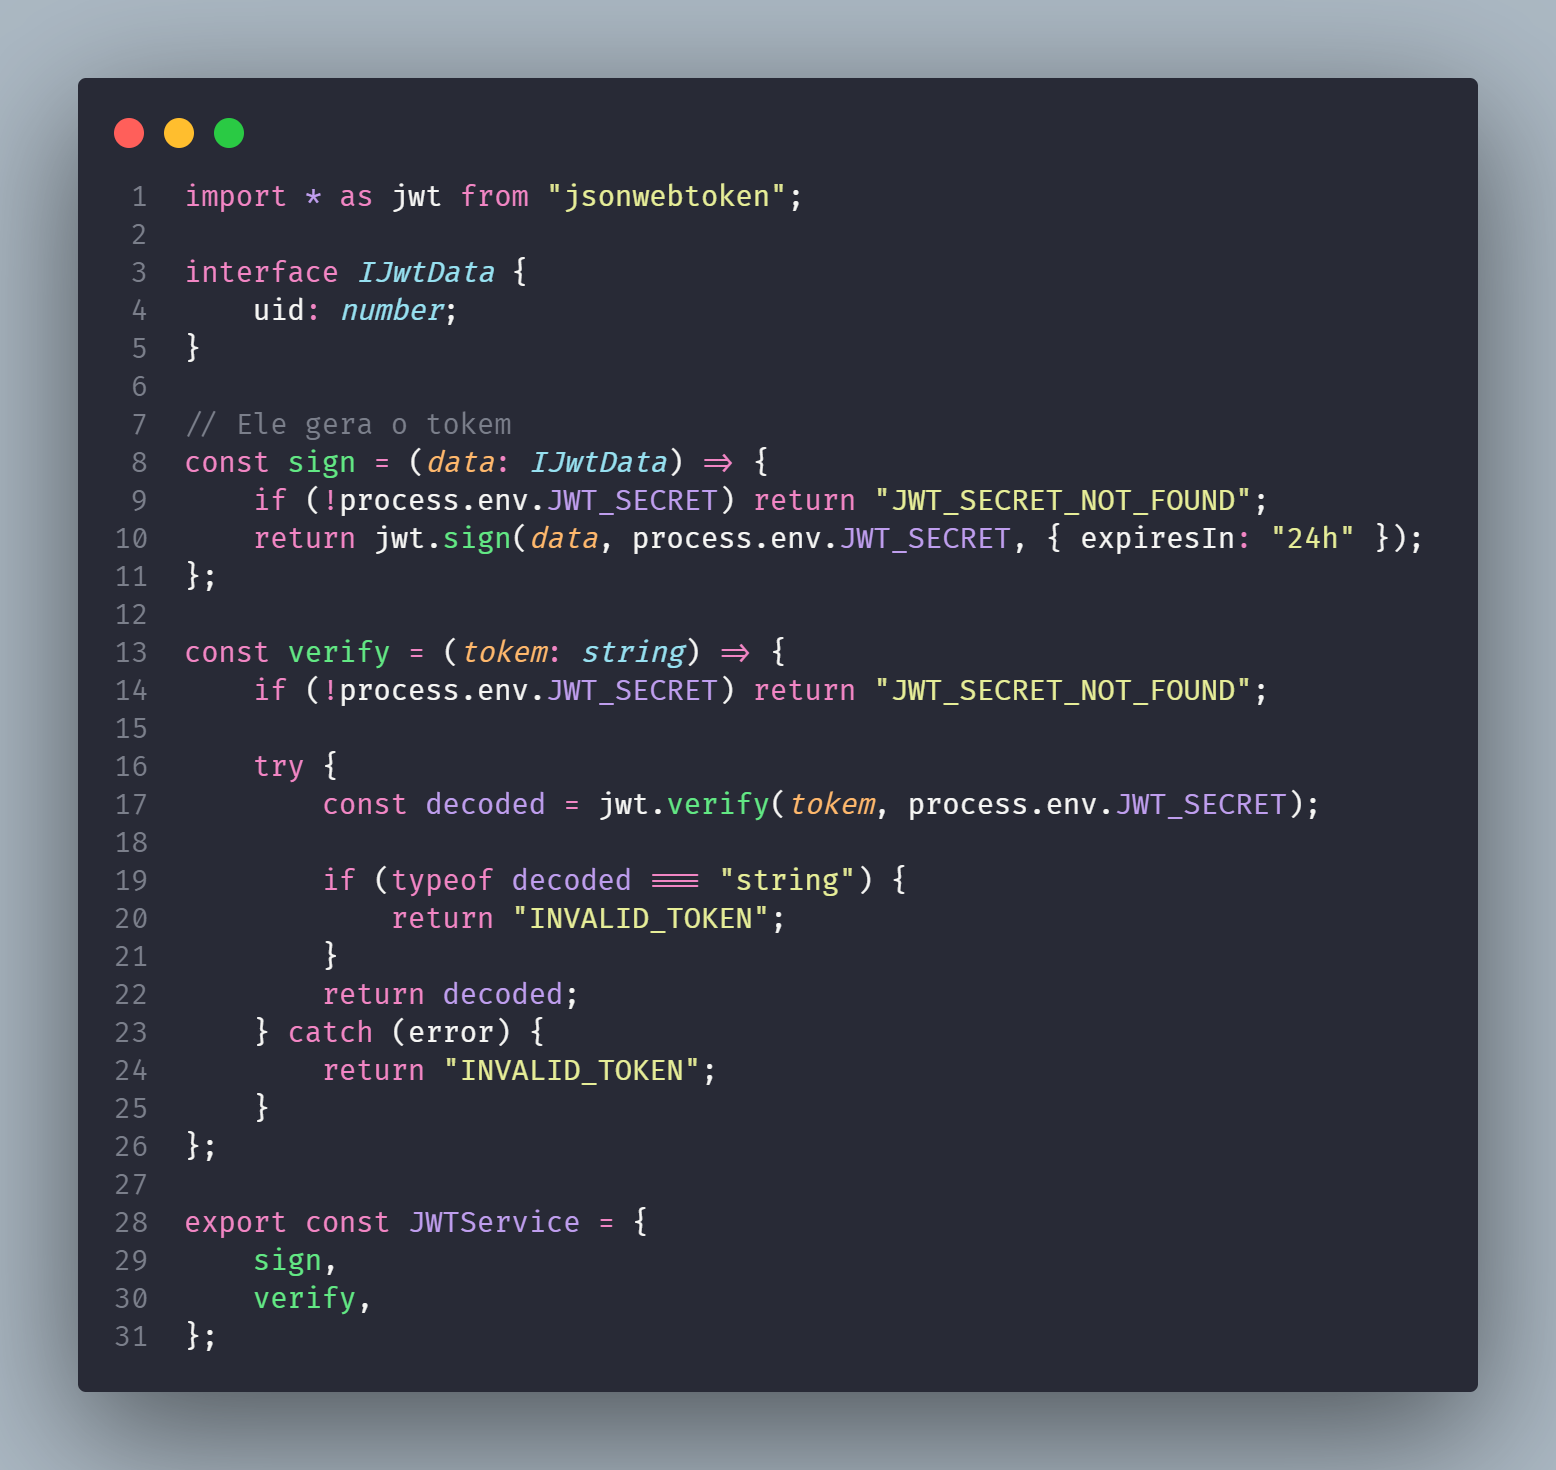 1 import * as jwt from "jsonwebtoken";
2
3 interface IJwtData {
4     uid: number;
5 }
6
7 // Ele gera o tokem
8 const sign = (data: IJwtData) => {
9     if (!process.env.JWT_SECRET) return "JWT_SECRET_NOT_FOUND";
10     return jwt.sign(data, process.env.JWT_SECRET, { expiresIn: "24h" });
11 };
12
13 const verify = (tokem: string) => {
14     if (!process.env.JWT_SECRET) return "JWT_SECRET_NOT_FOUND";
15
16     try {
17         const decoded = jwt.verify(tokem, process.env.JWT_SECRET);
18
19         if (typeof decoded === "string") {
20             return "INVALID_TOKEN";
21         }
22         return decoded;
23     } catch (error) {
24         return "INVALID_TOKEN";
25     }
26 };
27
28 export const JWTService = {
29     sign,
30     verify,
31 };